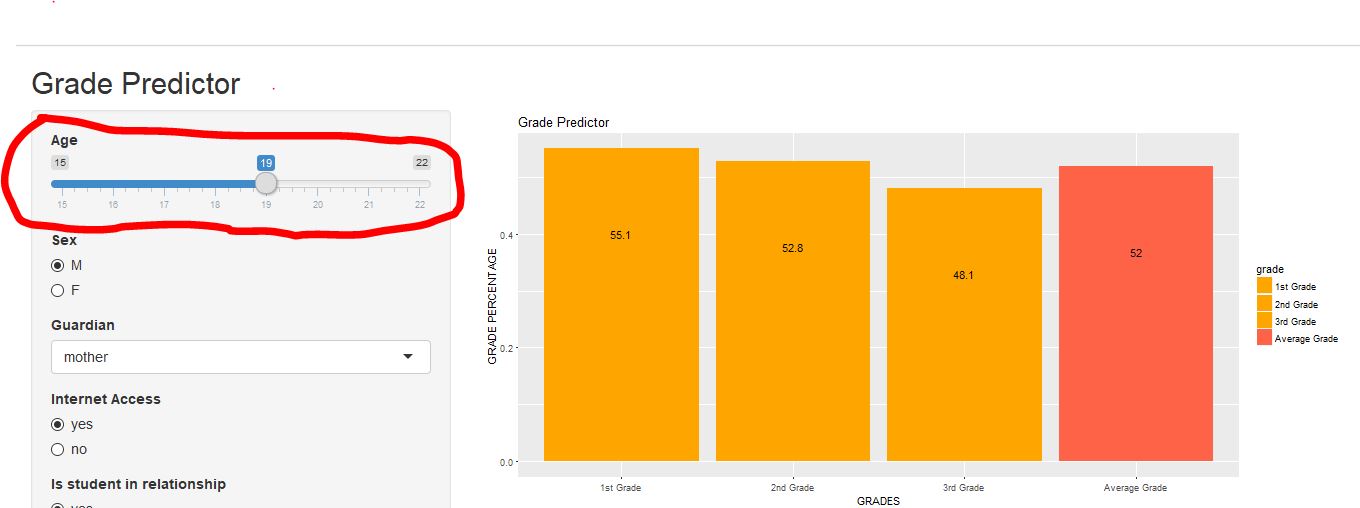 Grade Predictor
Age
15 19 22
15 16 17 18 19 20 21 22
Sex
M
F
Guardian
mother
Internet Access
yes
no
Is student in relationship
Grade Predictor
GRADE PERCENTAGE
0.4
0.2
0.0
55.1
52.8
48.1
52
1st Grade 2nd Grade 3rd Grade Average Grade
GRADES
grade
1st Grade
2nd Grade
3rd Grade
Average Grade